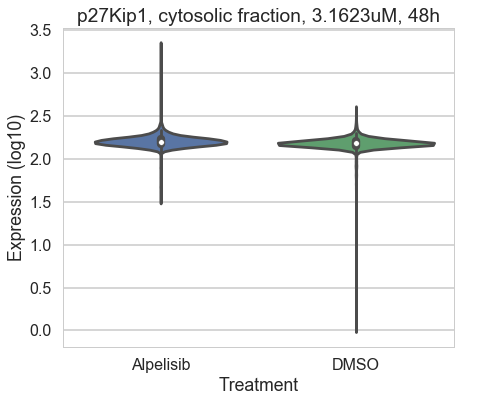 p27Kip1, cytosolic fraction, 3.1623uM, 48h
3.5
3.0
2.5
2.0
1.5
1.0
0.5
0.0
Expression (log10)
Alpelisib DMSO
Treatment